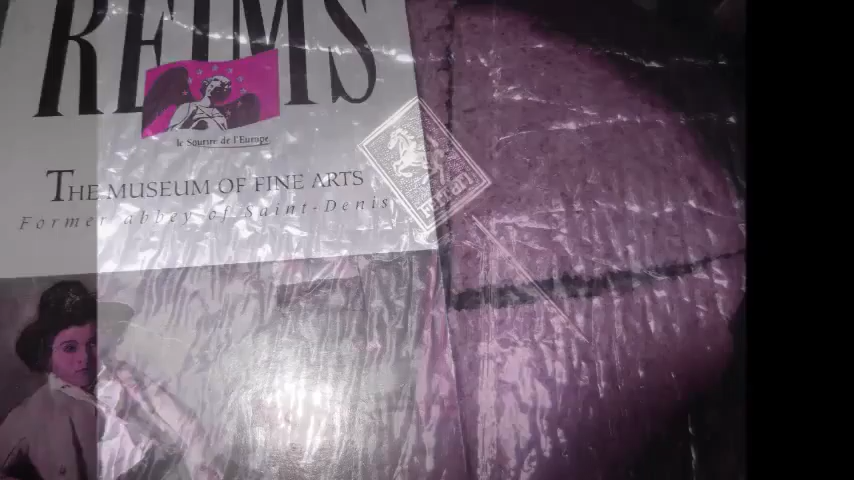 REIMS
le Sourire de l'Europe
THE MUSEUM OF FINE ARTS
Former abbey of Saint-Denis